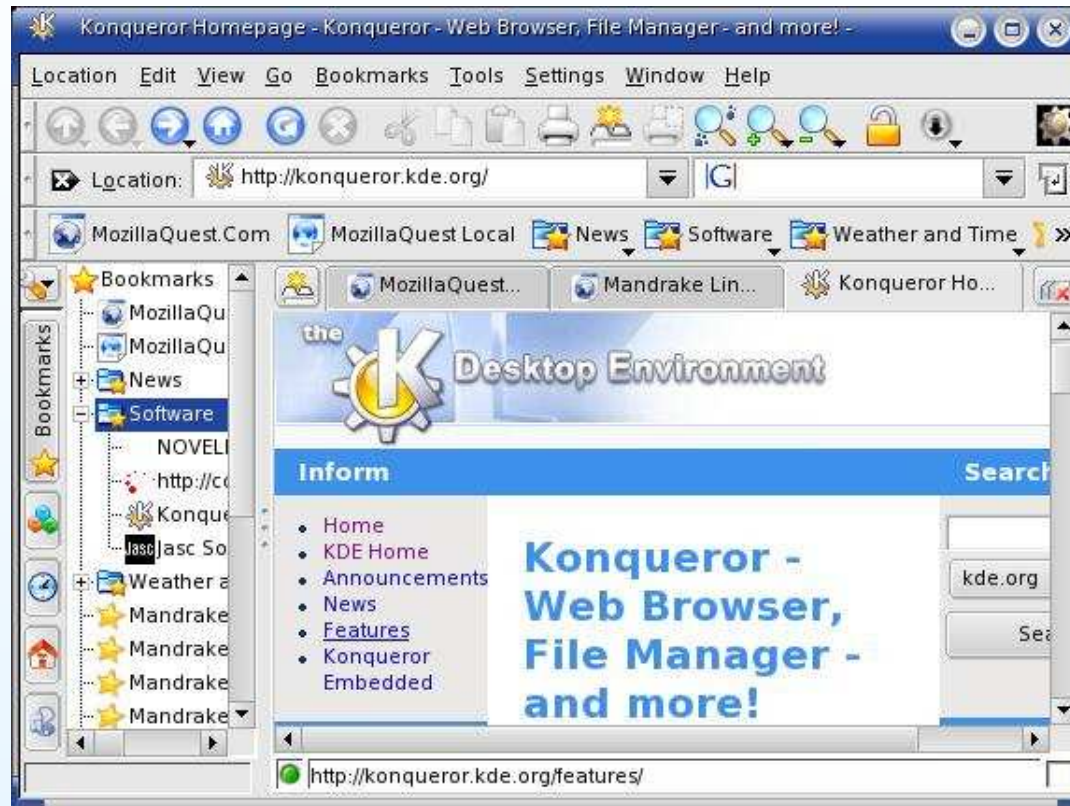 Konqueror Homepage - Konqueror - Web Browser, File Manager - and more! -
Location Edit View Go Bookmarks Tools Settings Window Help
Location: http://konqueror.kde.org/ G
MozillaQuest.Com MozillaQuest Local News Software Weather and Time
Bookmarks
Bookmarks
MozillaQu
MozillaQu
News
Software
NOVELL
http://co
Konque
Jasc Jasc So
Weather a
Mandrake
Mandrake
Mandrake
Mandrake
MozillaQuest... Mandrake Lin... Konqueror Ho...
the K Desktop Environment
Inform
Home
KDE Home
Announcements
News
Features
Konqueror
Embedded
Konqueror -
Web Browser,
File Manager -
and more!
Search
kde.org
Sea
http://konqueror.kde.org/features/